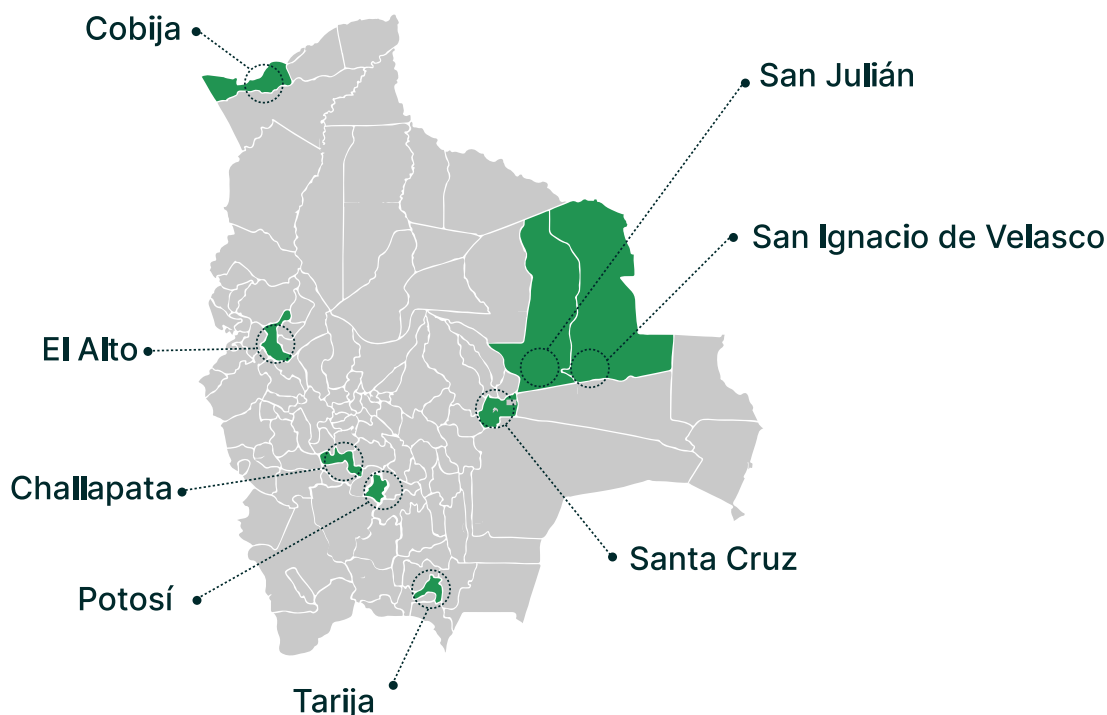 Cobija
San Julián
San Ignacio de Velasco
El Alto
Challapata
Santa Cruz
Potosí
Tarija